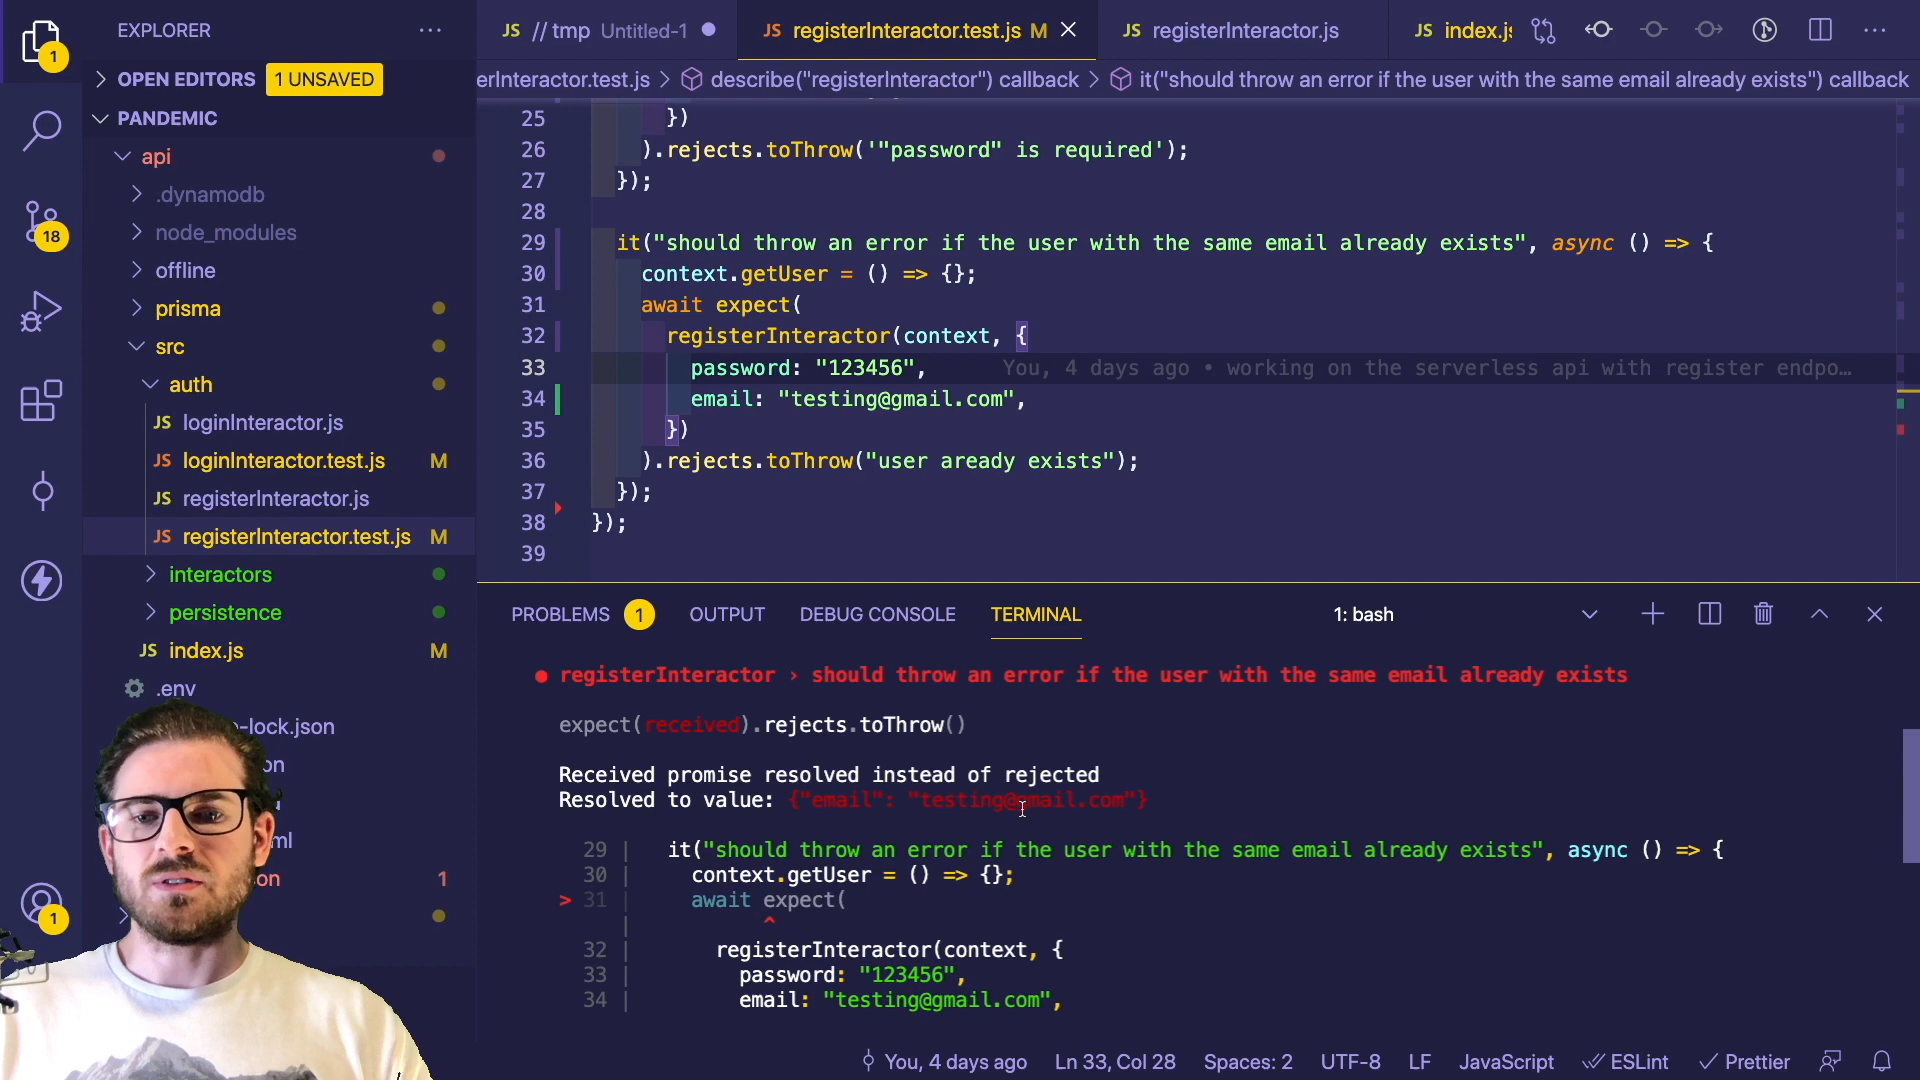 EXPLORER
OPEN EDITORS 1 UNSAVED
PANDEMIC
api
.dynamodb
node_modules
offline
prisma
src
auth
JS loginInteractor.js
JS loginInteractor.test.js M
JS registerInteractor.js
JS registerInteractor.test.js M
interactors
persistence
JS index.js M
.env
-lock.json
on
ml
on 1
1
18
1
JS // tmp Untitled-1
JS registerInteractor.test.js M
JS registerInteractor.js
JS index.js
erInteractor.test.js > describe("registerInteractor") callback > it("should throw an error if the user with the same email already exists") callback
25 })
26 ).rejects.toThrow('"password" is required');
27 });
28
29 it("should throw an error if the user with the same email already exists", async () => {
30 context.getUser = () => {};
31 await expect(
32 registerInteractor(context, {
33 password: "123456", You, 4 days ago • working on the serverless api with register endpo…
34 email: "testing@gmail.com",
35 })
36 ).rejects.toThrow("user aready exists");
37 });
38 });
39
PROBLEMS 1 OUTPUT DEBUG CONSOLE TERMINAL 1: bash
● registerInteractor › should throw an error if the user with the same email already exists
expect(received).rejects.toThrow()
Received promise resolved instead of rejected
Resolved to value: {"email": "testing@gmail.com"}
29 | it("should throw an error if the user with the same email already exists", async () => {
30 | context.getUser = () => {};
> 31 | await expect(
| ^
32 | registerInteractor(context, {
33 | password: "123456",
34 | email: "testing@gmail.com",
You, 4 days ago Ln 33, Col 28 Spaces: 2 UTF-8 LF JavaScript ESLint Prettier